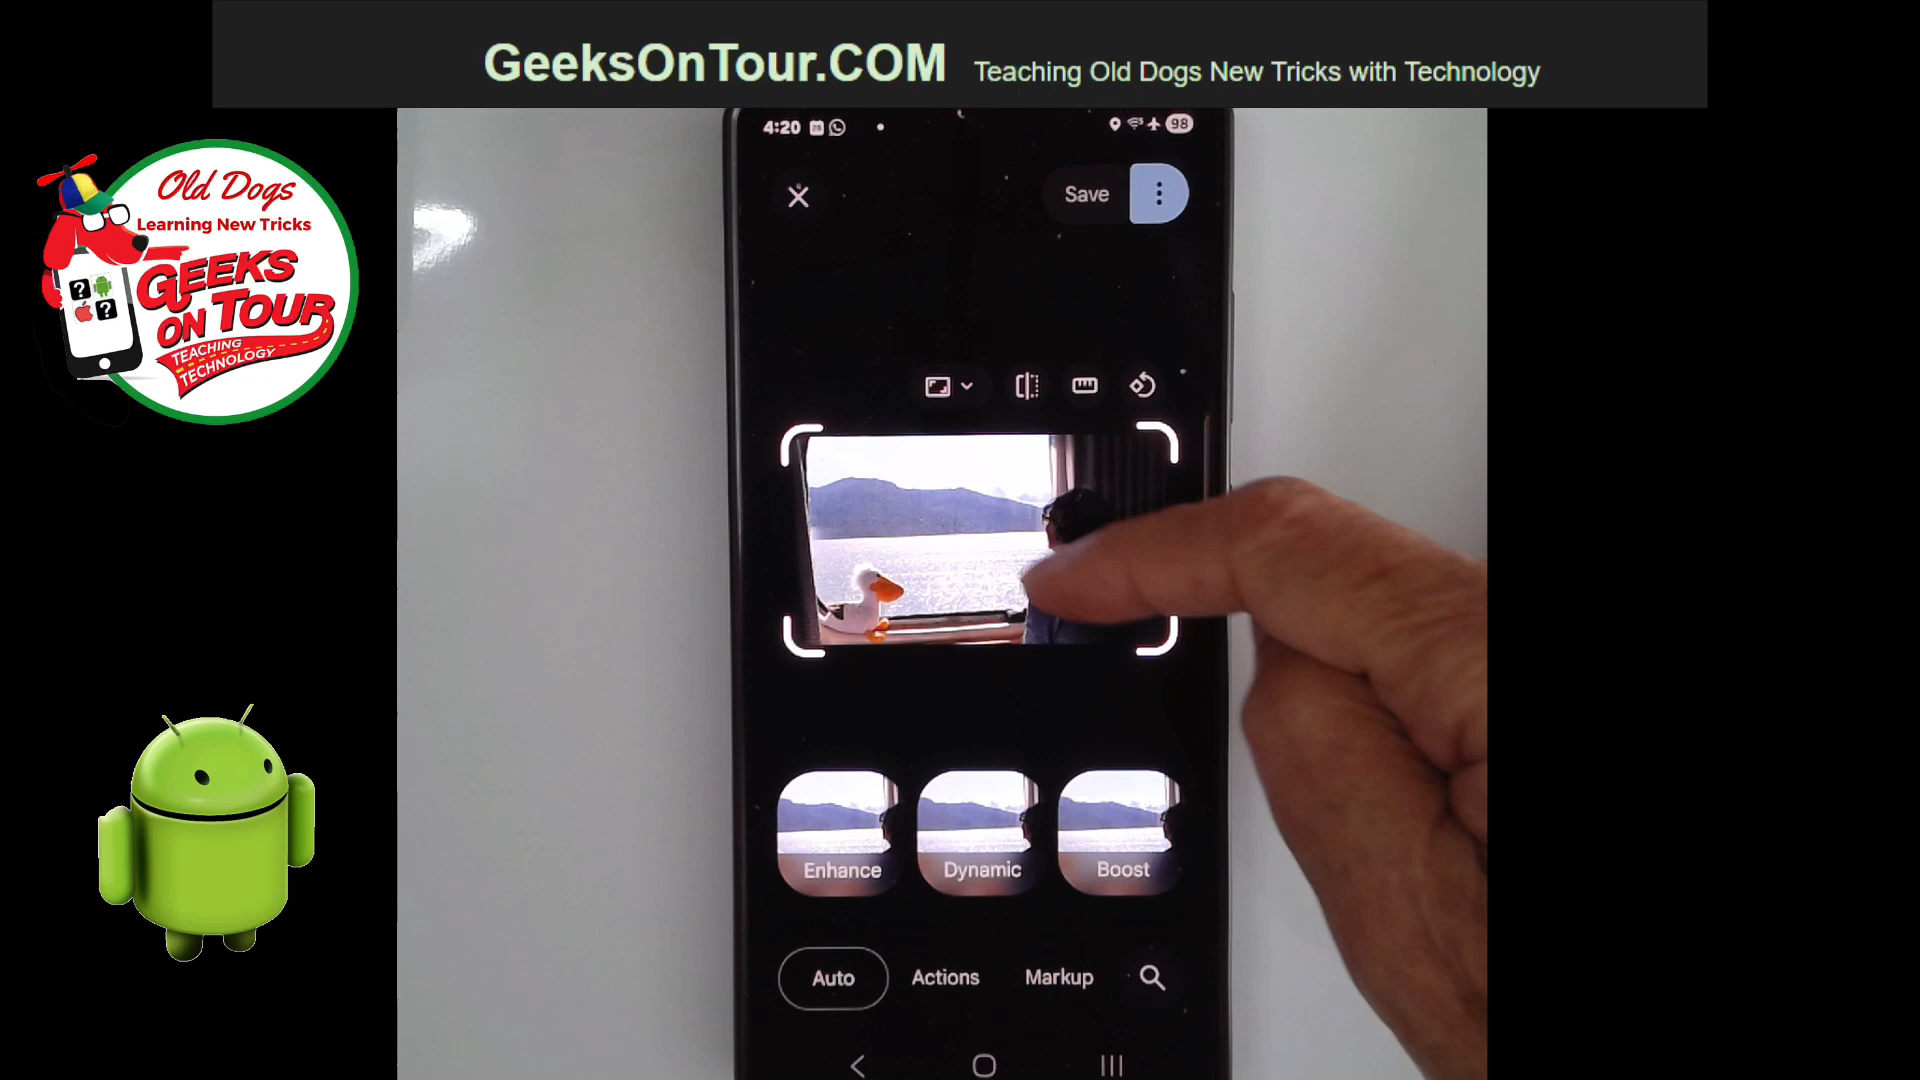 GeeksOnTour.COM Teaching Old Dogs New Tricks with Technology
Old Dogs
Learning New Tricks
GEEKS
ON TOUR
TEACHING
TECHNOLOGY
? 
?
4:20 28 98
Save
Enhance Dynamic Boost
Auto Actions Markup